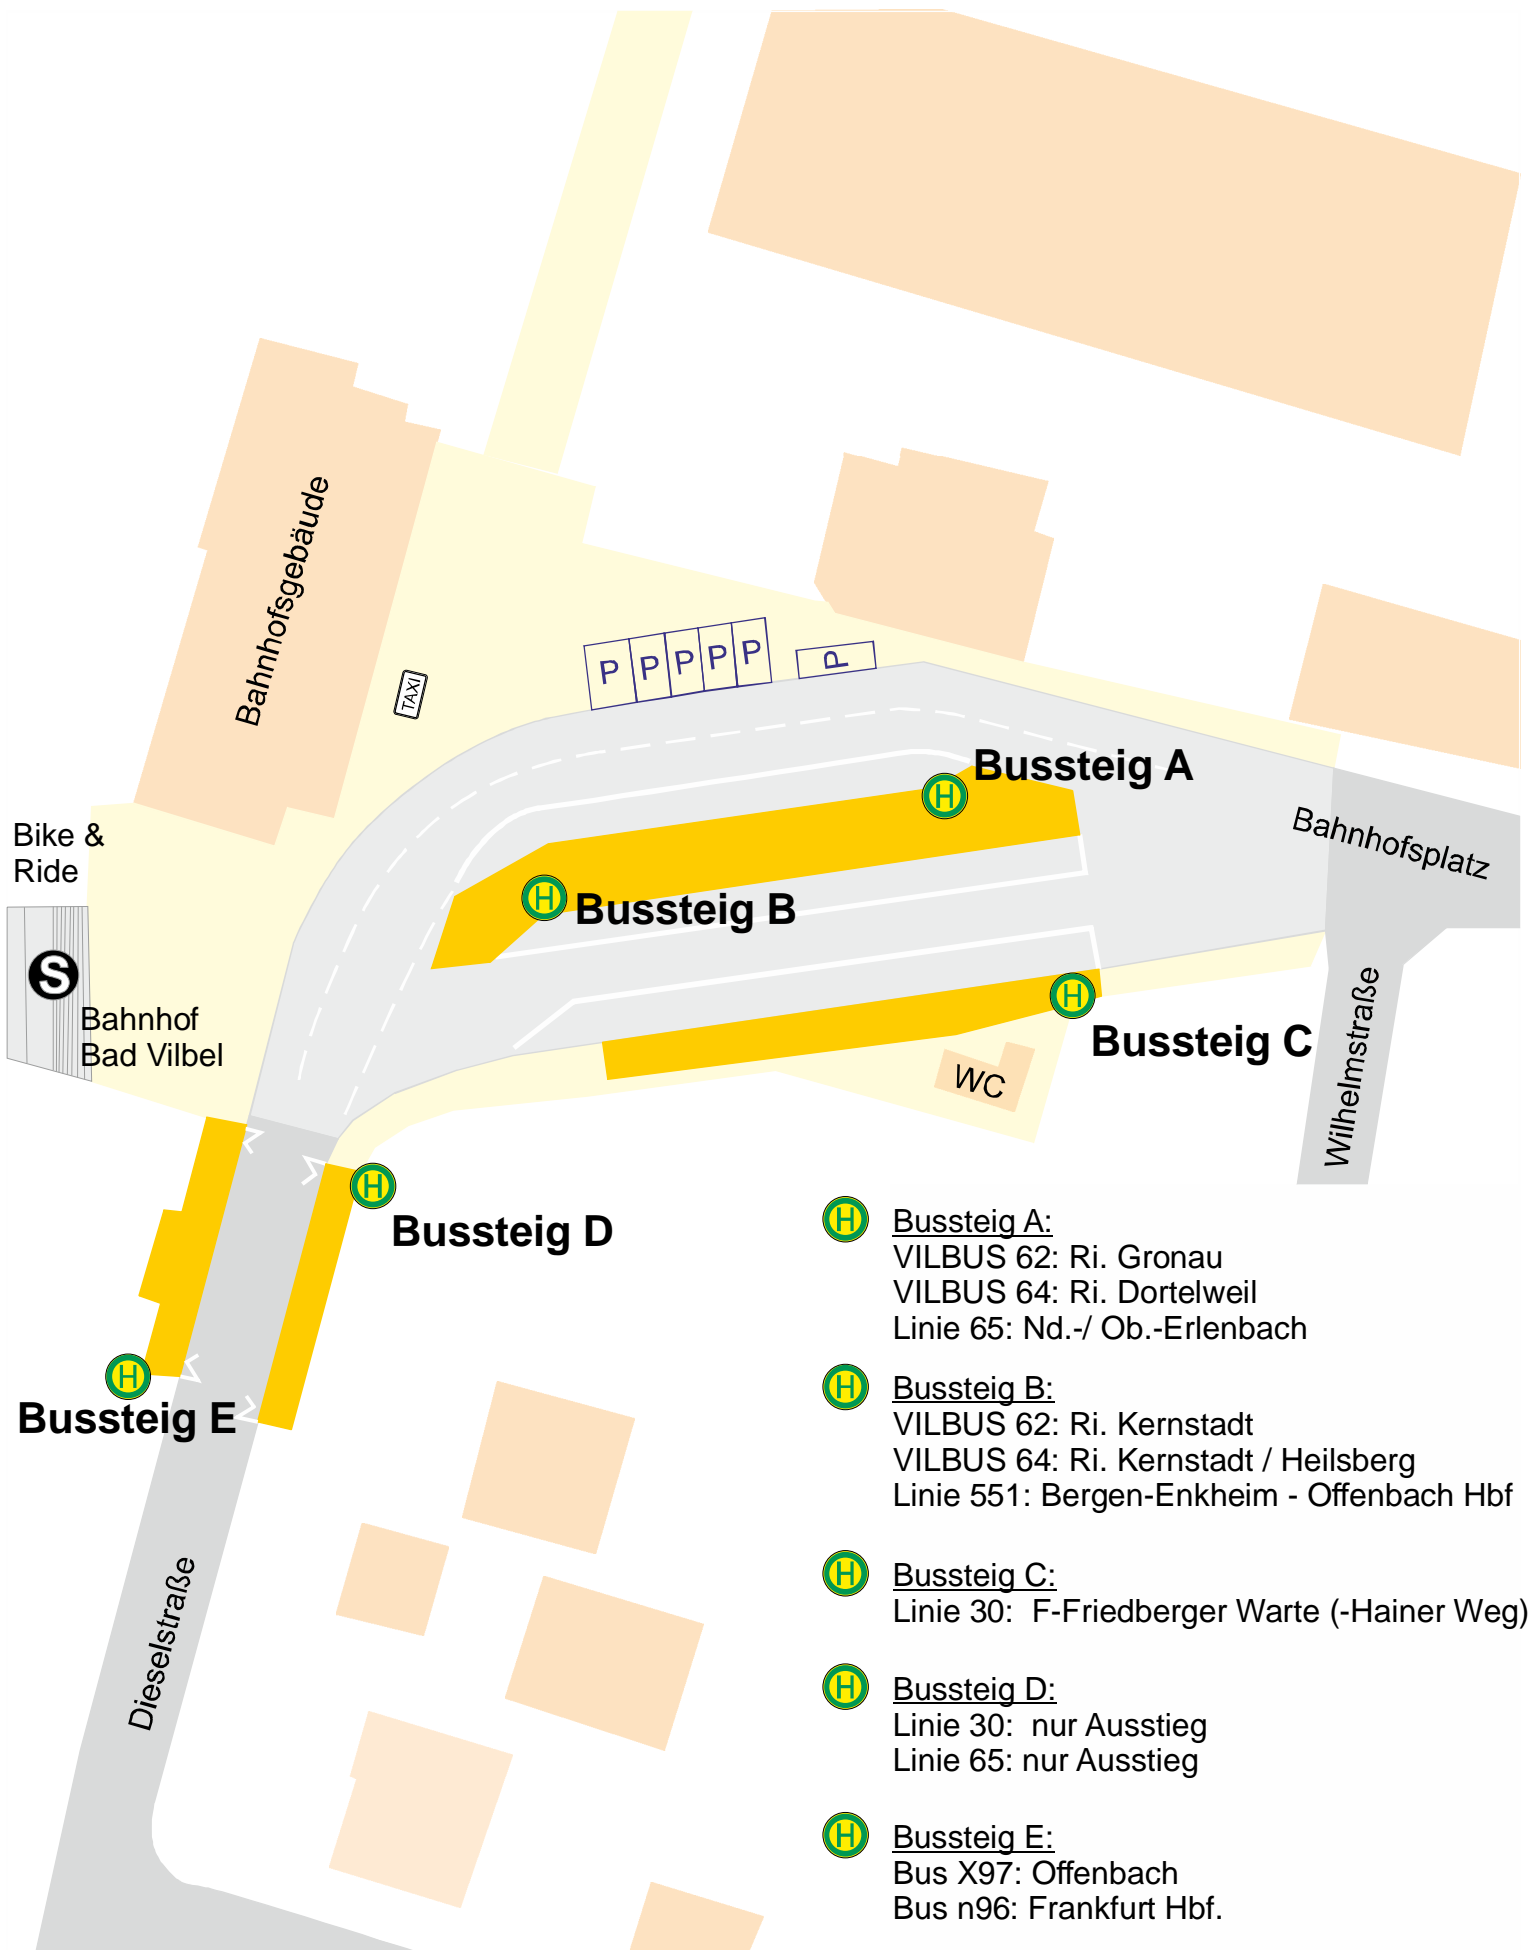 Bahnhofsgebäude
TAXI
P P P P P
P
Bussteig A
Bahnhofsplatz
Bike &
Ride
H
H
Bussteig B
S
Bahnhof
Bad Vilbel
H
Bussteig C
WC
Wilhelmstraße
H
Bussteig D
H
Bussteig E
Dieselstraße
H Bussteig A:
VILBUS 62: Ri. Gronau
VILBUS 64: Ri. Dortelweil
Linie 65: Nd.-/ Ob.-Erlenbach
H Bussteig B:
VILBUS 62: Ri. Kernstadt
VILBUS 64: Ri. Kernstadt / Heilsberg
Linie 551: Bergen-Enkheim - Offenbach Hbf
H Bussteig C:
Linie 30: F-Friedberger Warte (-Hainer Weg)
H Bussteig D:
Linie 30: nur Ausstieg
Linie 65: nur Ausstieg
H Bussteig E:
Bus X97: Offenbach
Bus n96: Frankfurt Hbf.